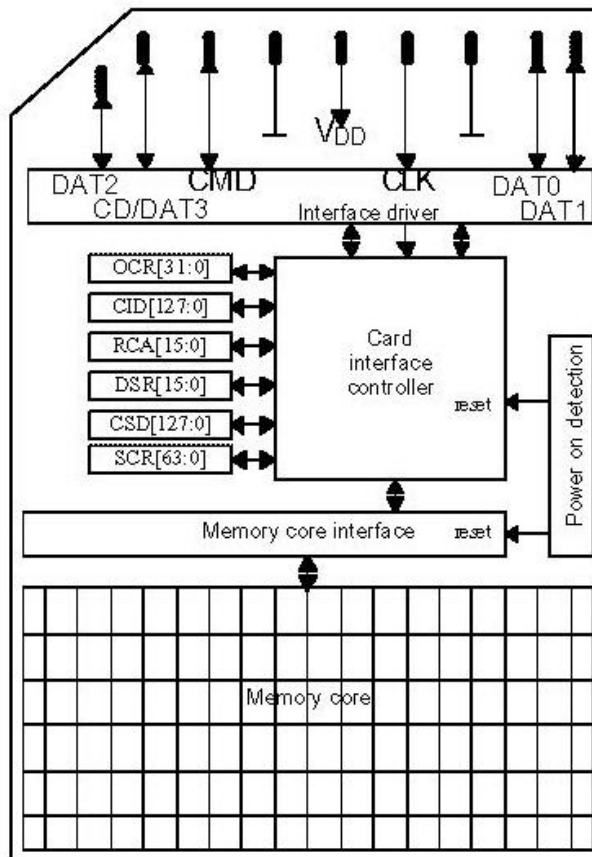 VDD
DAT2 CMD CLK DAT0
CD/DAT3 Interface driver DAT1
OCR[31:0]
CID[127:0]
RCA[15:0]
DSR[15:0]
CSD[127:0]
SCR[63:0]
Card
interface
controller
reset
Power on detection
Memory core interface reset
Memory core